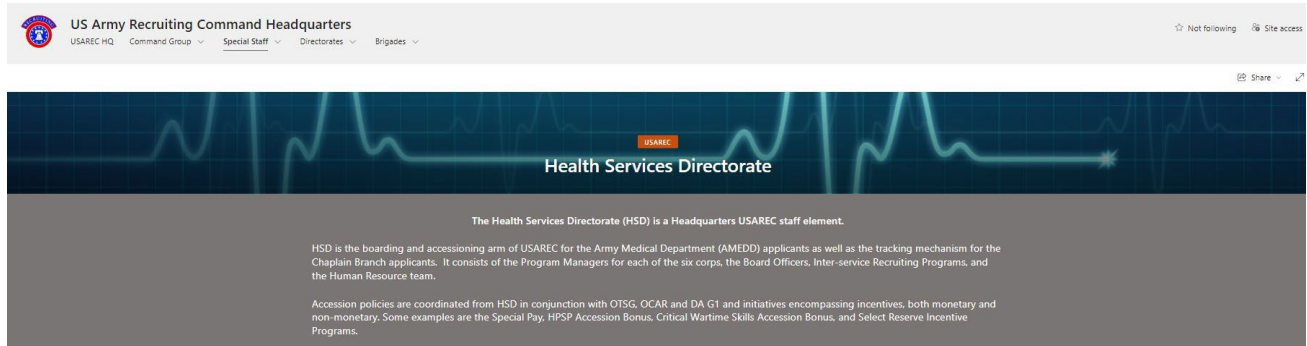 US Army Recruiting Command Headquarters
USAREC HQ Command Group Special Staff Directorates Brigades
Not following Site access
Share
USAREC
Health Services Directorate
The Health Services Directorate (HSD) is a Headquarters USAREC staff element.
HSD is the boarding and accessioning arm of USAREC for the Army Medical Department (AMEDD) applicants as well as the tracking mechanism for the
Chaplain Branch applicants. It consists of the Program Managers for each of the six corps, the Board Officers, Inter-service Recruiting Programs, and
the Human Resource team.
Accession policies are coordinated from HSD in conjunction with OTSG, OCAR and DA G1 and initiatives encompassing incentives, both monetary and
non-monetary. Some examples are the Special Pay, HPSP Accession Bonus, Critical Wartime Skills Accession Bonus, and Select Reserve Incentive
Programs.